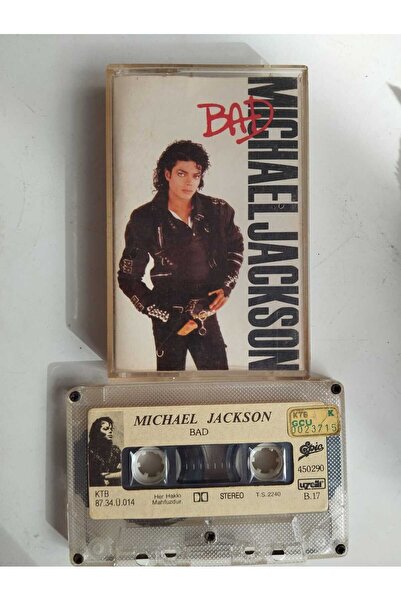 BAD
MICHAEL JACKSON
MICHAEL JACKSON
BAD
KTB K
GCU
0023715
Epic
450290
KTB
87.34.Ü.014
Her Hakkı
Mahfuzdur
STEREO
T.S. 2240
B.17